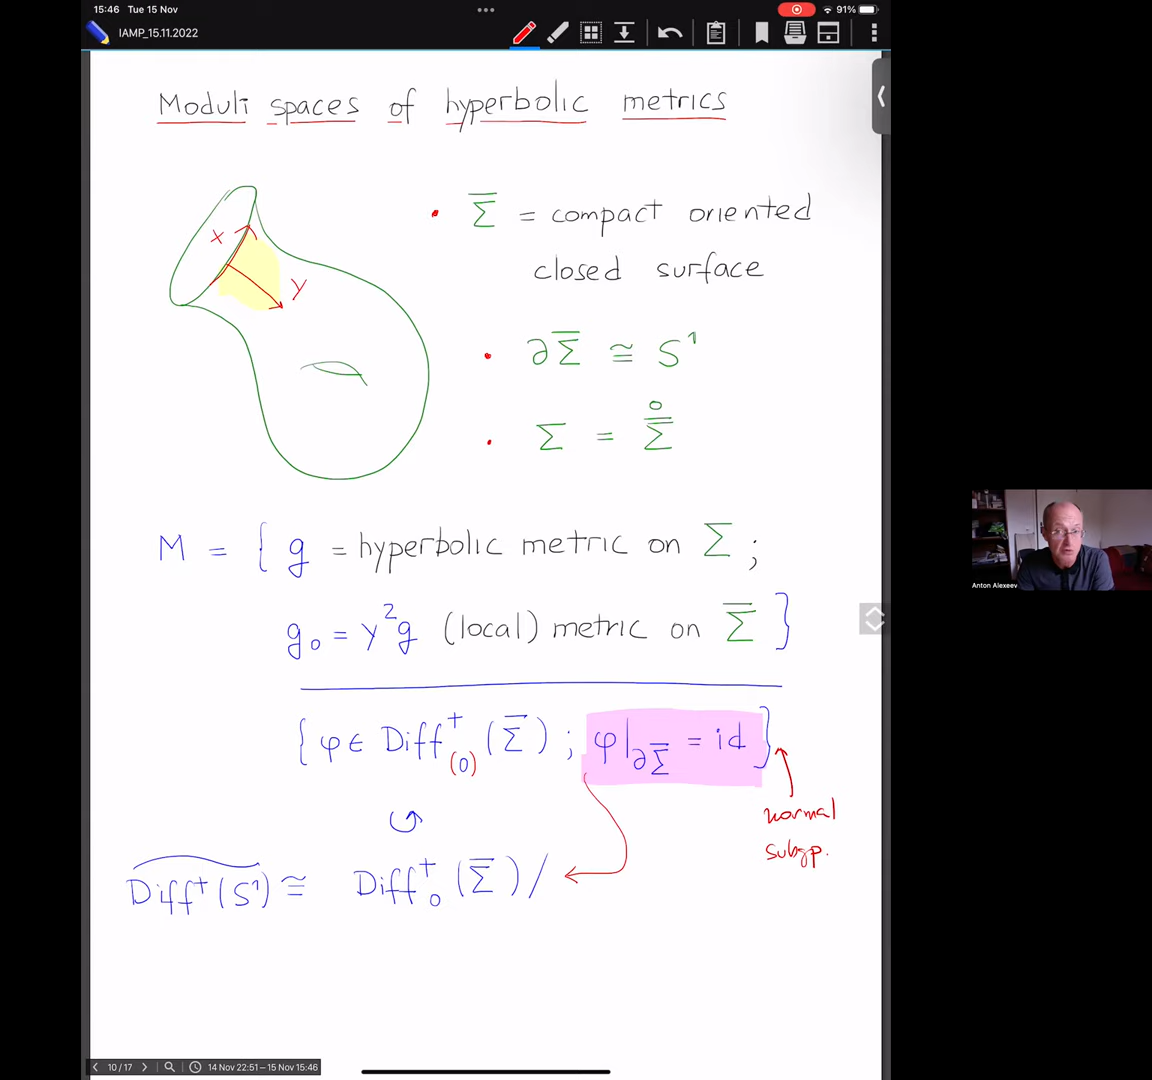 15:46 Tue 15 Nov
91%
IAMP_15.11.2022
Moduli spaces of hyperbolic metrics
x
y
• Σ̅ = compact oriented
closed surface
• ∂Σ̅ ≅ S¹
• Σ = Σ̅°
M = { g = hyperbolic metric on Σ ;
g₀ = y²g (local) metric on Σ̅ }
{ φ ∈ Diff⁺₍₀₎ (Σ̅) ; φ|∂Σ̅ = id }
↺
normal
subgp.
Diff⁺(S¹) ≅ Diff⁺₀ (Σ̅) /
Anton Alexeev
10/17
14 Nov 22:51–15 Nov 15:46